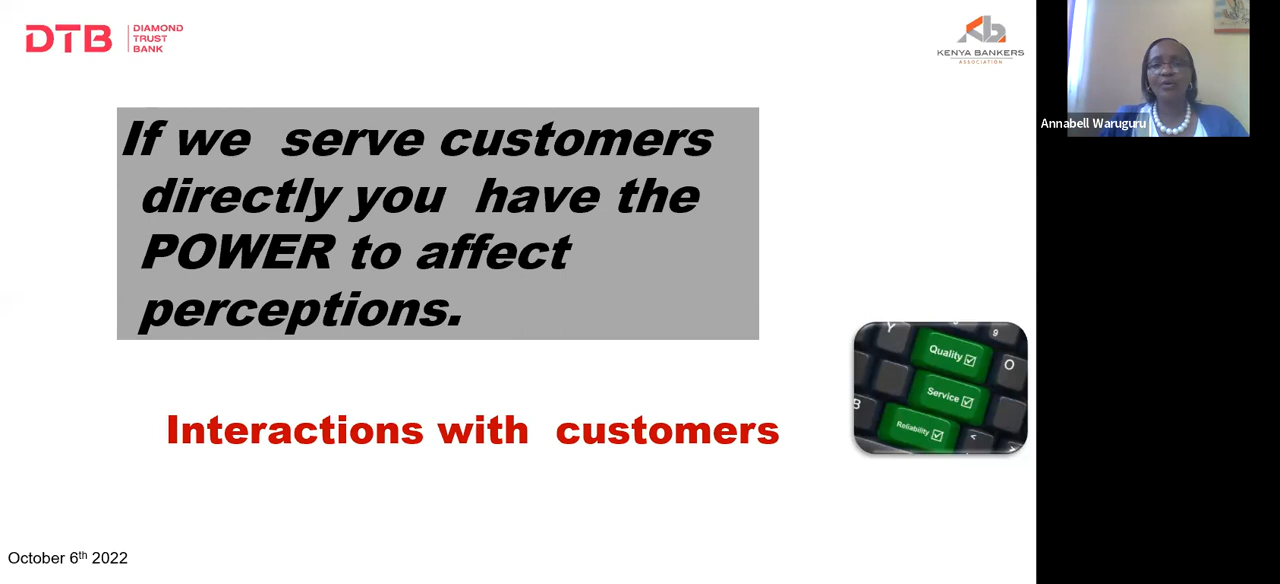 DTB
DIAMOND
TRUST
BANK
KENYA BANKERS
ASSOCIATION
Annabell Waruguru
If we serve customers
directly you have the
POWER to affect
perceptions.
Y
9
Quality
O
Service
B
Reliability
<
Interactions with customers
October 6th 2022